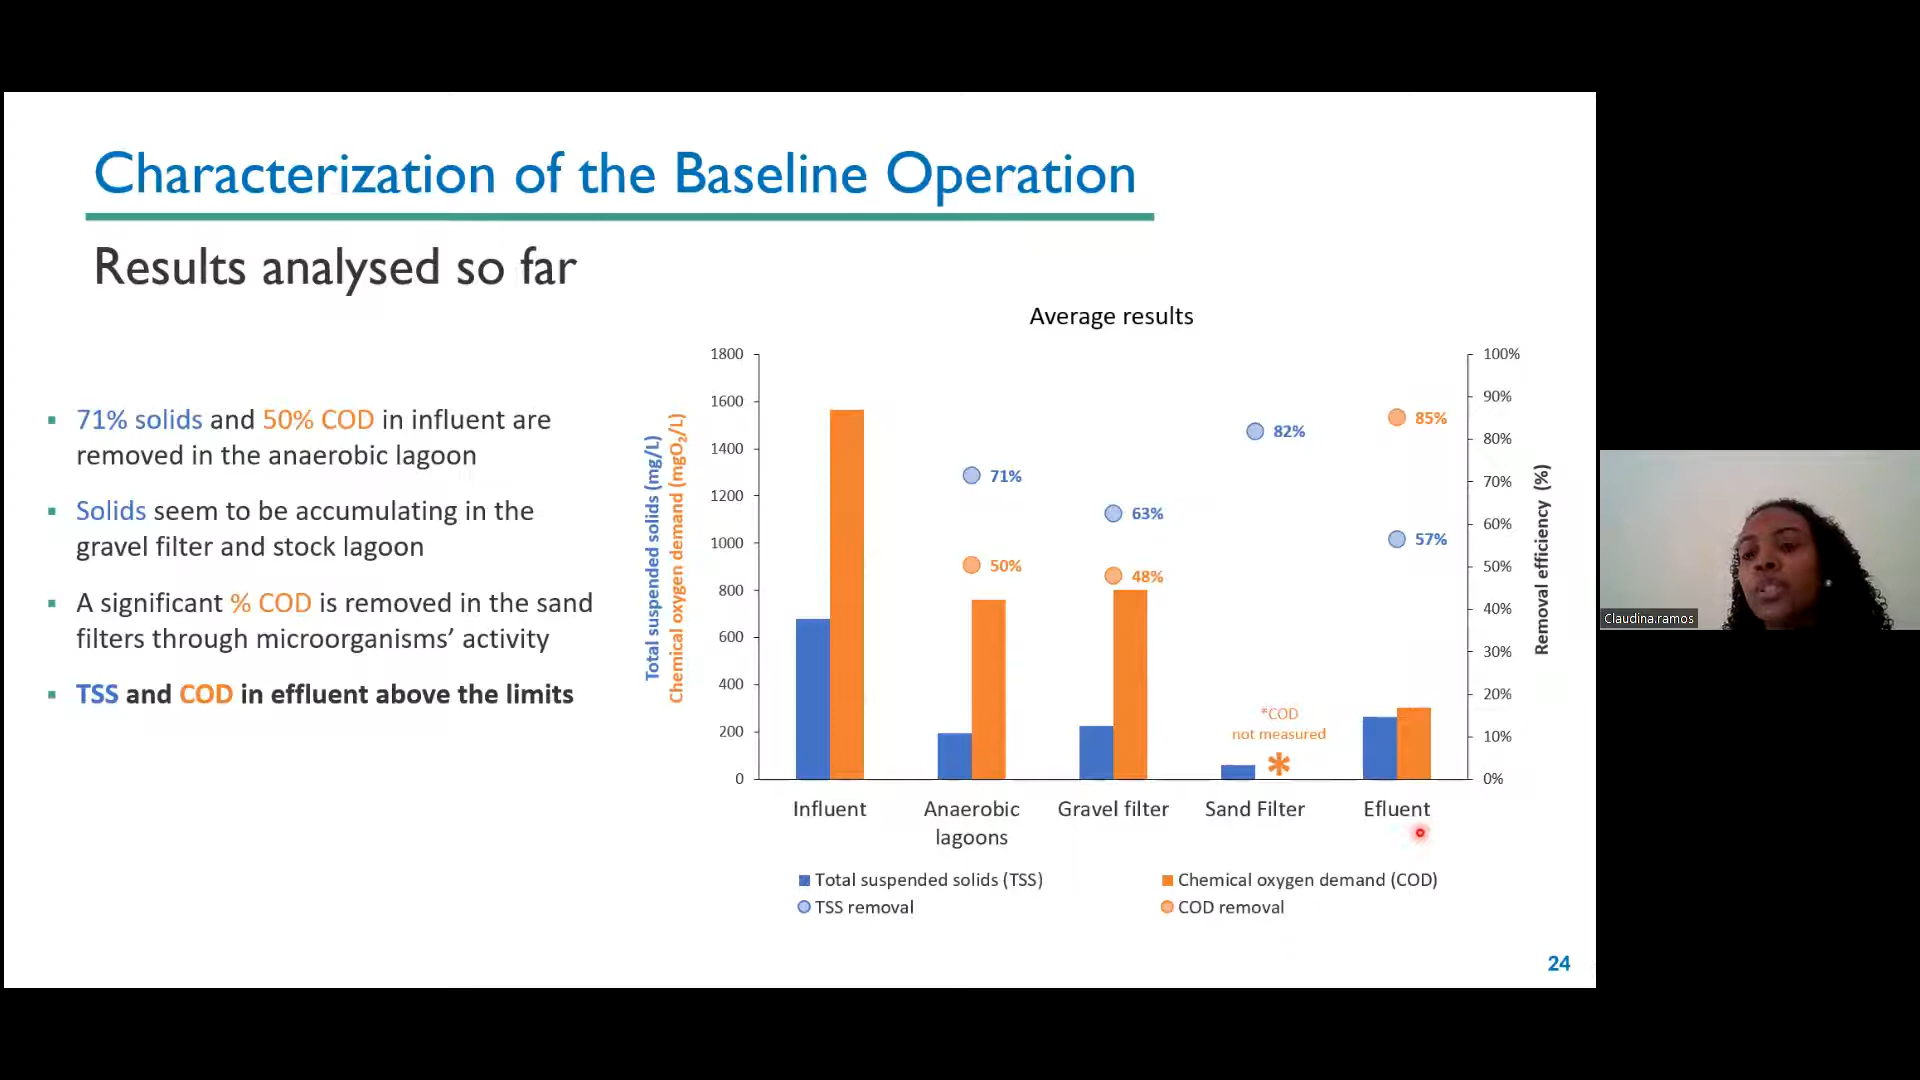 Characterization of the Baseline Operation
Results analysed so far
71% solids and 50% COD in influent are
removed in the anaerobic lagoon
Solids seem to be accumulating in the
gravel filter and stock lagoon
A significant % COD is removed in the sand
filters through microorganisms’ activity
TSS and COD in effluent above the limits
Average results
Total suspended solids (mg/L)
Chemical oxygen demand (mgO₂/L)
1800
1600
1400
1200
1000
800
600
400
200
0
71%
50%
63%
48%
82%
*COD
not measured
*
85%
57%
100%
90%
80%
70%
60%
50%
40%
30%
20%
10%
0%
Removal efficiency (%)
Influent
Anaerobic
lagoons
Gravel filter
Sand Filter
Efluent
Total suspended solids (TSS)
Chemical oxygen demand (COD)
TSS removal
COD removal
24
Claudina.ramos